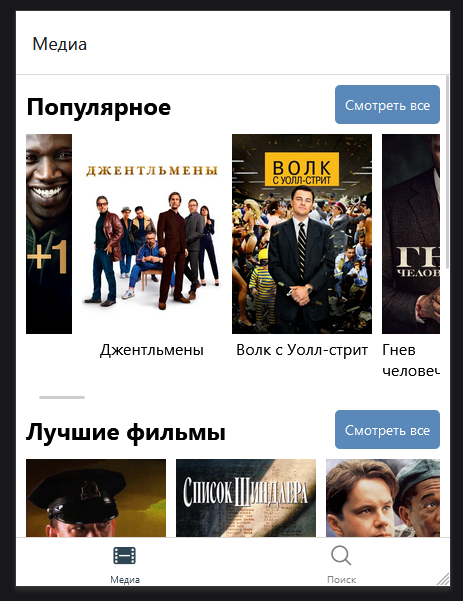 Медиа
Популярное
Смотреть все
+1
ДЖЕНТЛЬМЕНЫ
ВОЛК
С УОЛЛ-СТРИТ
ГН
ЧЕЛОВ
Джентльмены
Волк с Уолл-стрит
Гнев
человеч
Лучшие фильмы
Смотреть все
СПИСОК ШИНДЛЕРА
Медиа
Поиск